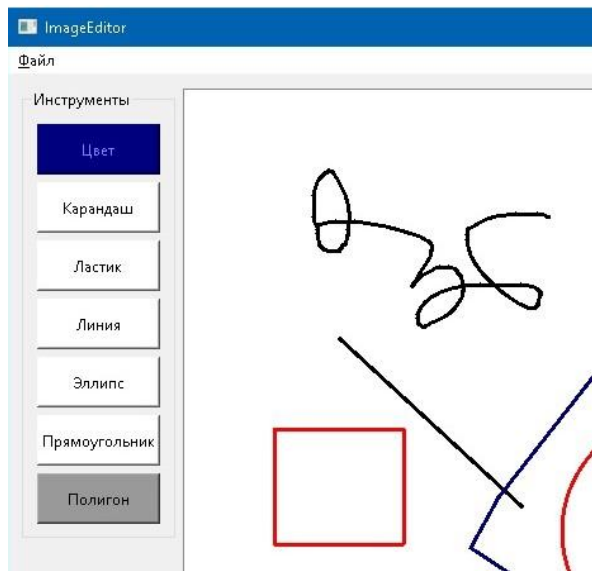 ImageEditor
Файл
Инструменты
Цвет
Карандаш
Ластик
Линия
Эллипс
Прямоугольник
Полигон